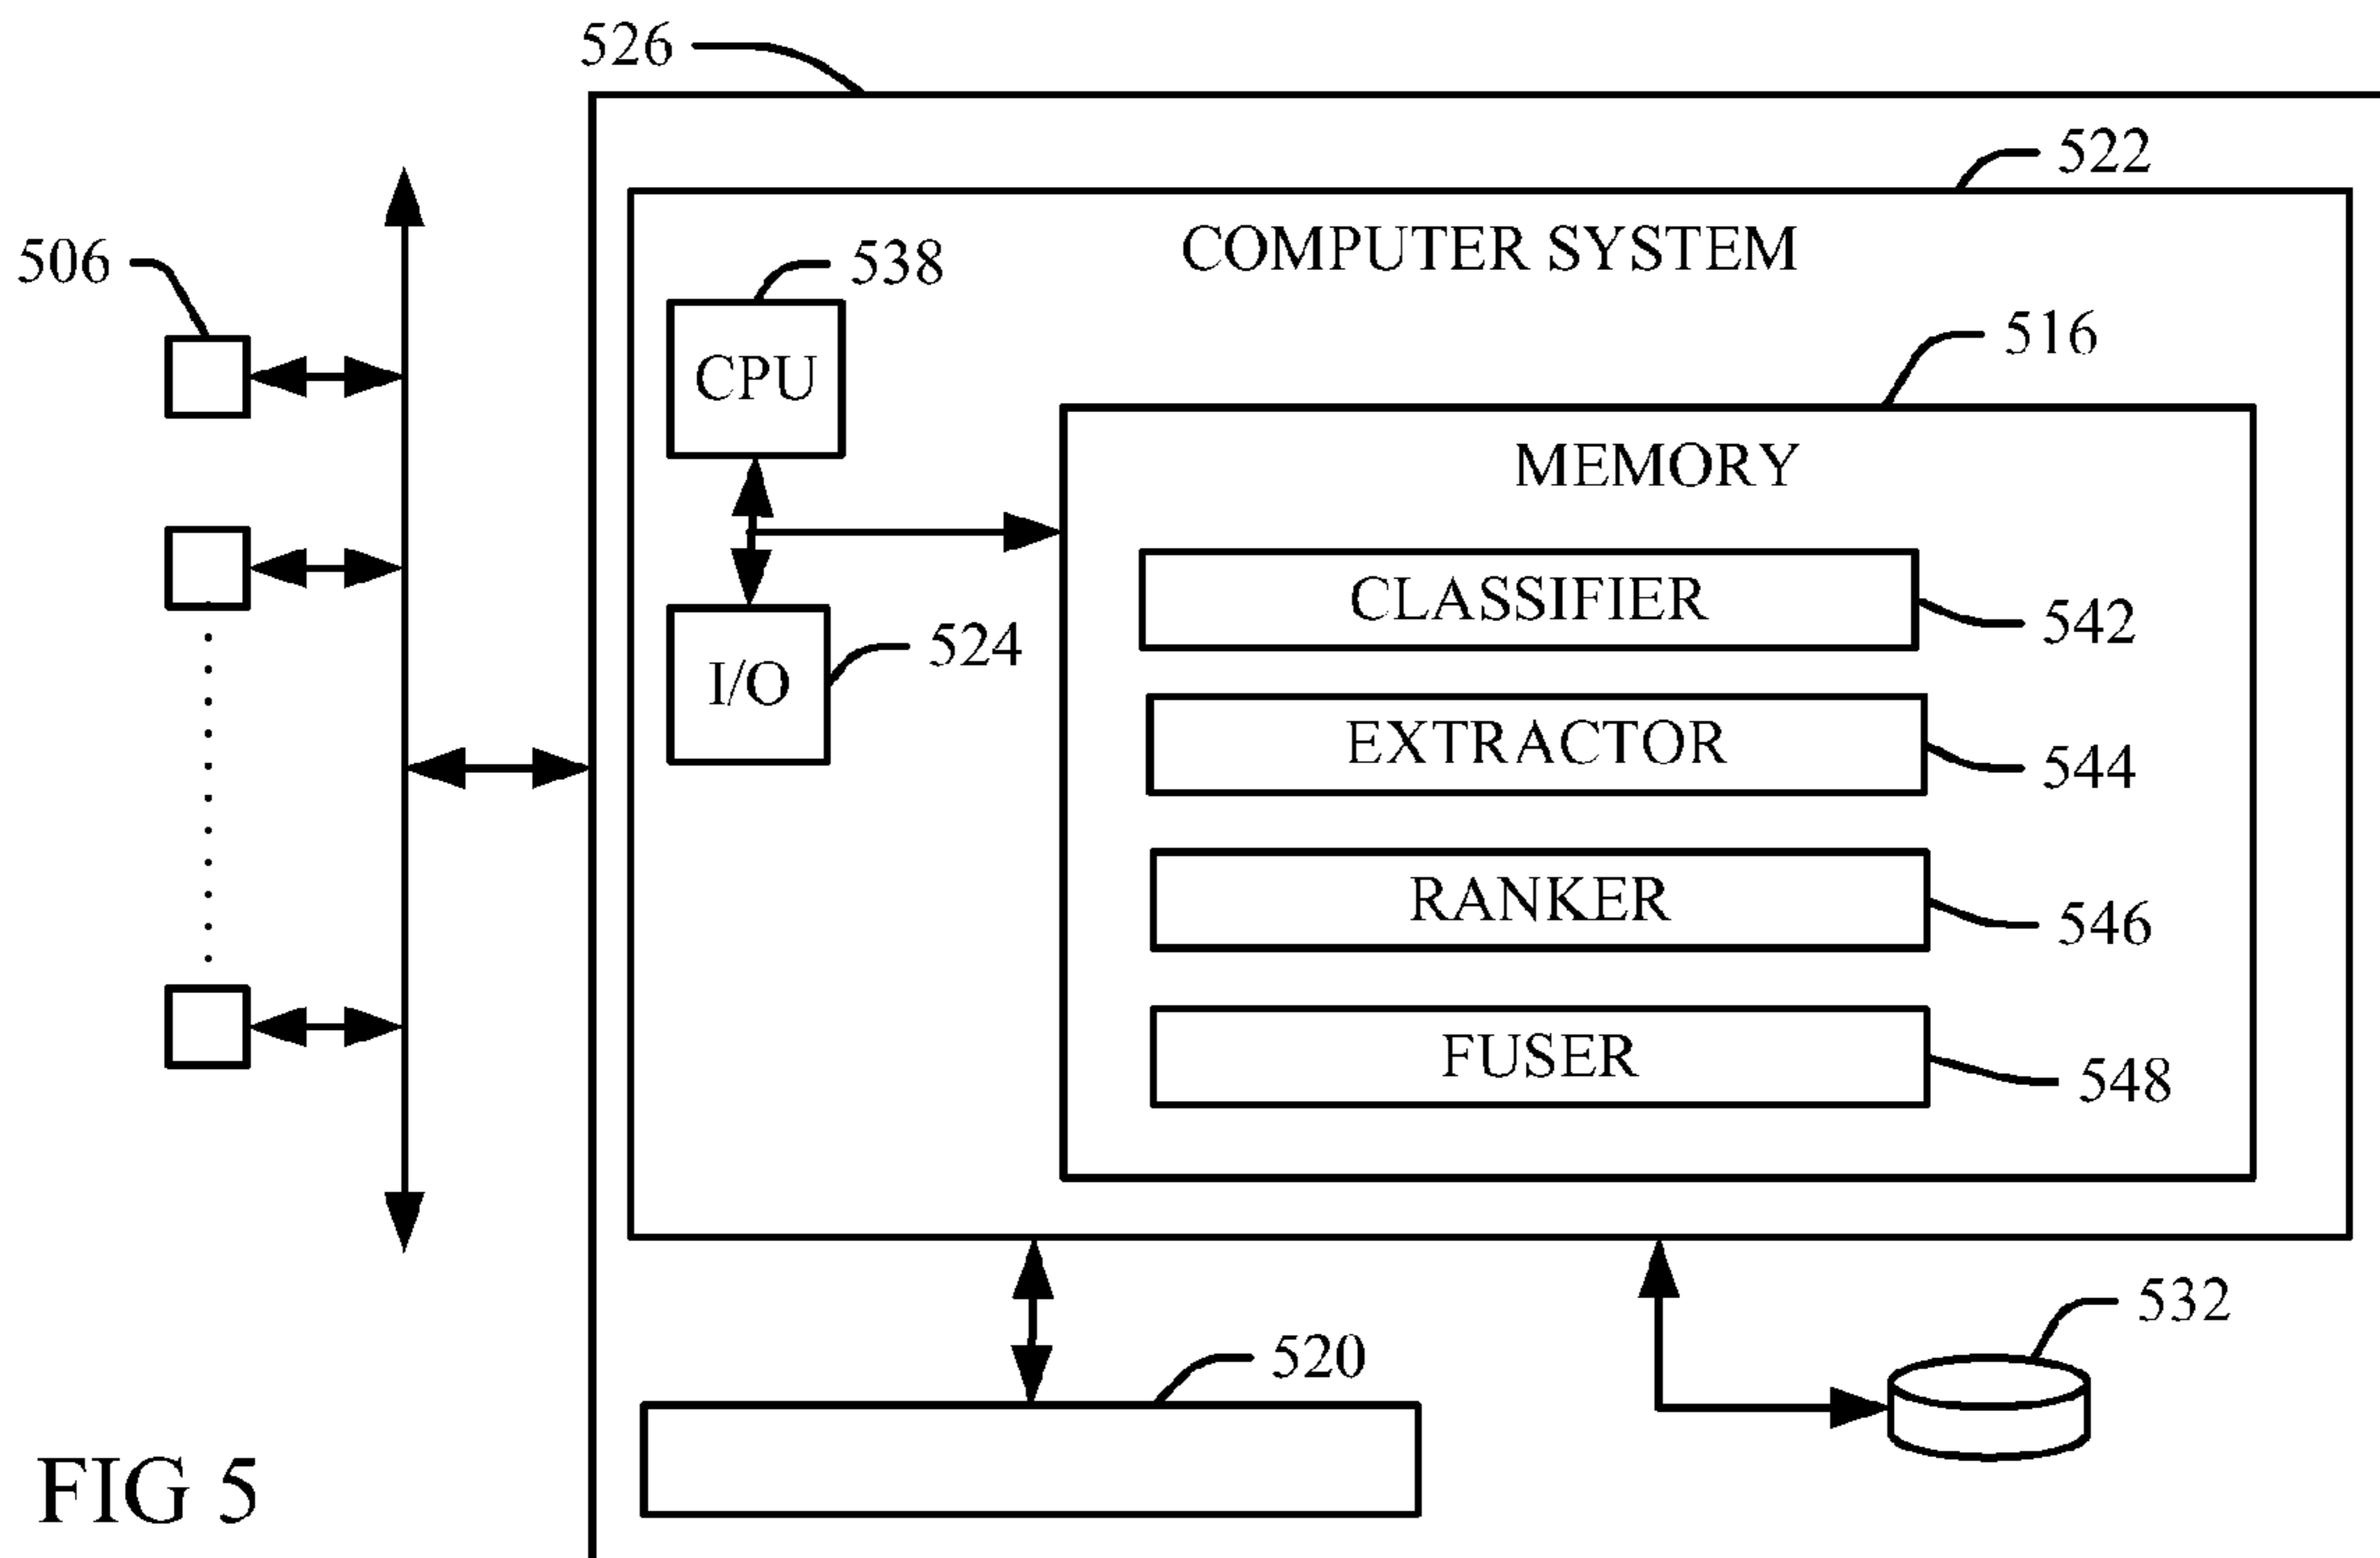 526
522
COMPUTER SYSTEM
506
538
516
CPU
MEMORY
CLASSIFIER
542
I/O
524
EXTRACTOR
544
RANKER
546
FUSER
548
532
520
FIG 5